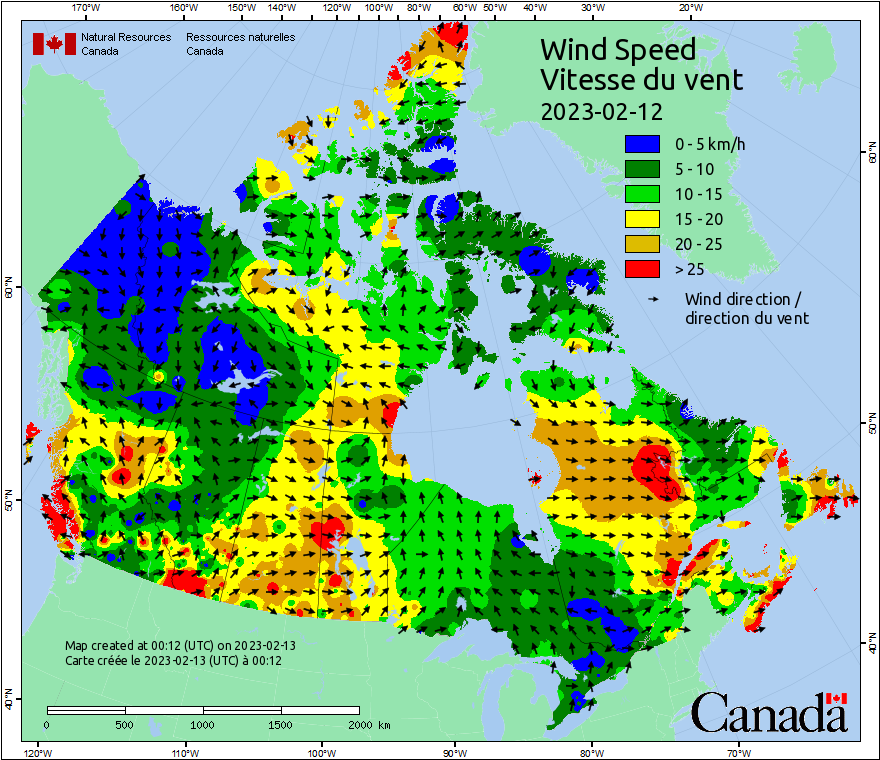 170°W 160°W 150°W 140°W 130°W 120°W 110°W 100°W 80°W 60°W 50°W 40°W 30°W 20°W
Natural Resources Canada
Ressources naturelles Canada
Wind Speed
Vitesse du vent
2023-02-12
0 - 5 km/h
5 - 10
10 - 15
15 - 20
20 - 25
> 25
Wind direction /
direction du vent
60°N
50°N
40°N
60°N
50°N
40°N
Map created at 00:12 (UTC) on 2023-02-13
Carte créée le 2023-02-13 (UTC) à 00:12
0 500 1000 1500 2000 km
Canada
120°W 110°W 100°W 90°W 80°W 70°W